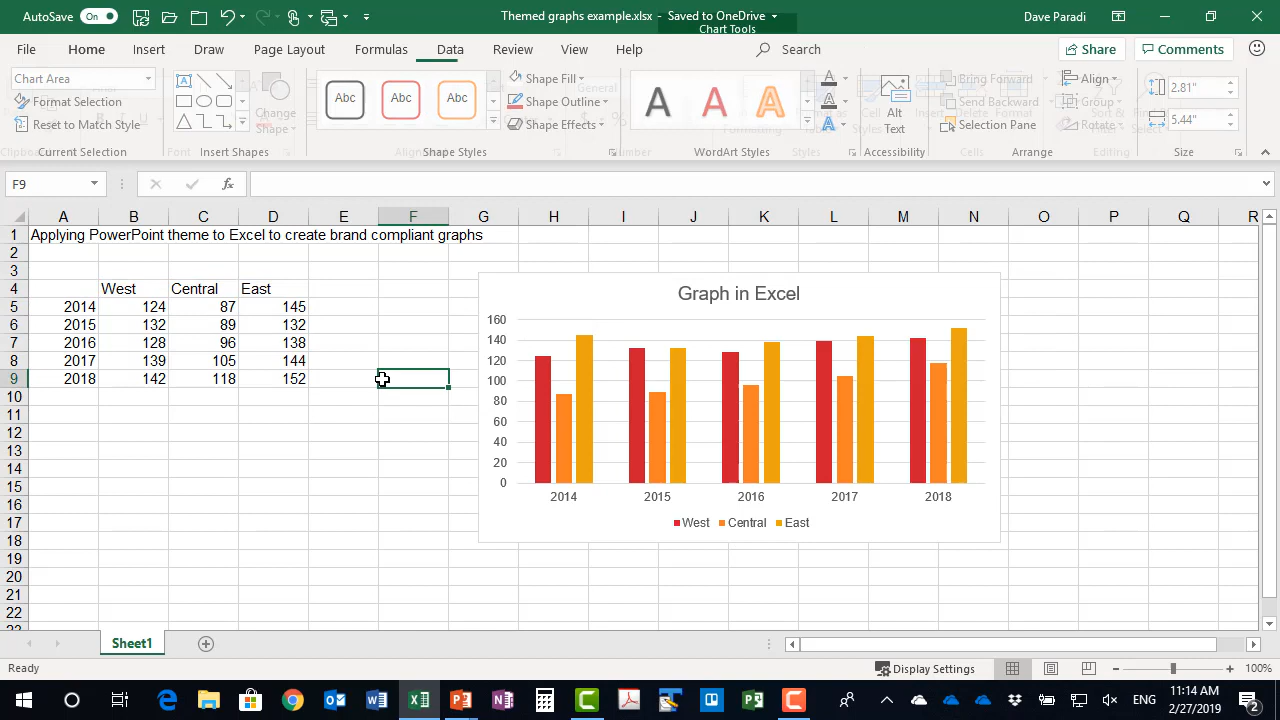 AutoSave On Themed graphs example.xlsx - Saved to OneDrive Dave Paradi
Chart Tools
File Home Insert Draw Page Layout Formulas Data Review View Help Search Share Comments
Chart Area
Format Selection
Reset to Match Style
Current Selection
Change
Shape
Insert Shapes
Abc Abc Abc
Shape Fill
Shape Outline
Shape Effects
Shape Styles
A A A
WordArt Styles
Alt
Text
Accessibility
Bring Forward
Send Backward
Selection Pane
Align
Group
Rotate
Arrange
2.81"
5.44"
Size
F9 fx
A B C D E F G H I J K L M N O P Q R
1 Applying PowerPoint theme to Excel to create brand compliant graphs
2
3
4 West Central East
5 2014 124 87 145
6 2015 132 89 132
7 2016 128 96 138
8 2017 139 105 144
9 2018 142 118 152
10
11
12
13
14
15
16
17
18
19
20
21
22
Graph in Excel
160
140
120
100
80
60
40
20
0
2014 2015 2016 2017 2018
West Central East
Sheet1
Ready Display Settings 100%
ENG 11:14 AM
2/27/2019 2